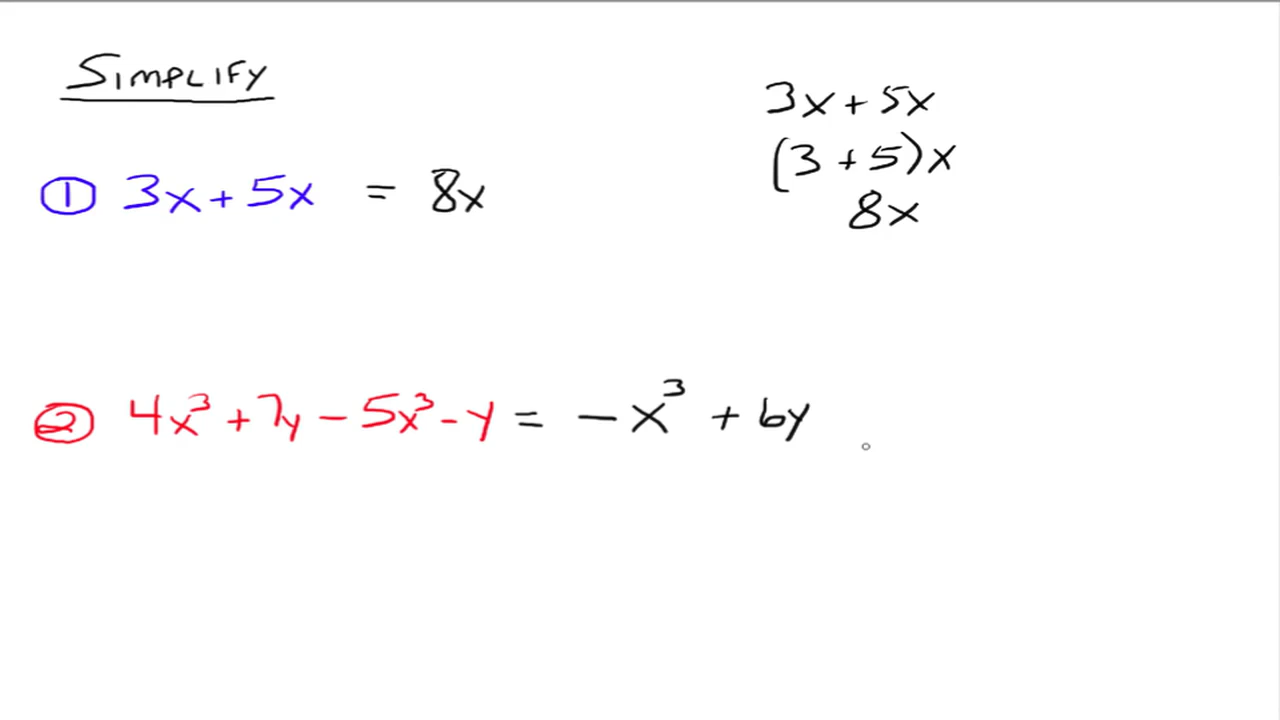 SIMPLIFY
① 3x + 5x = 8x
3x + 5x
(3 + 5)x
8x
② 4x³ + 7y - 5x³ - y = -x³ + 6y